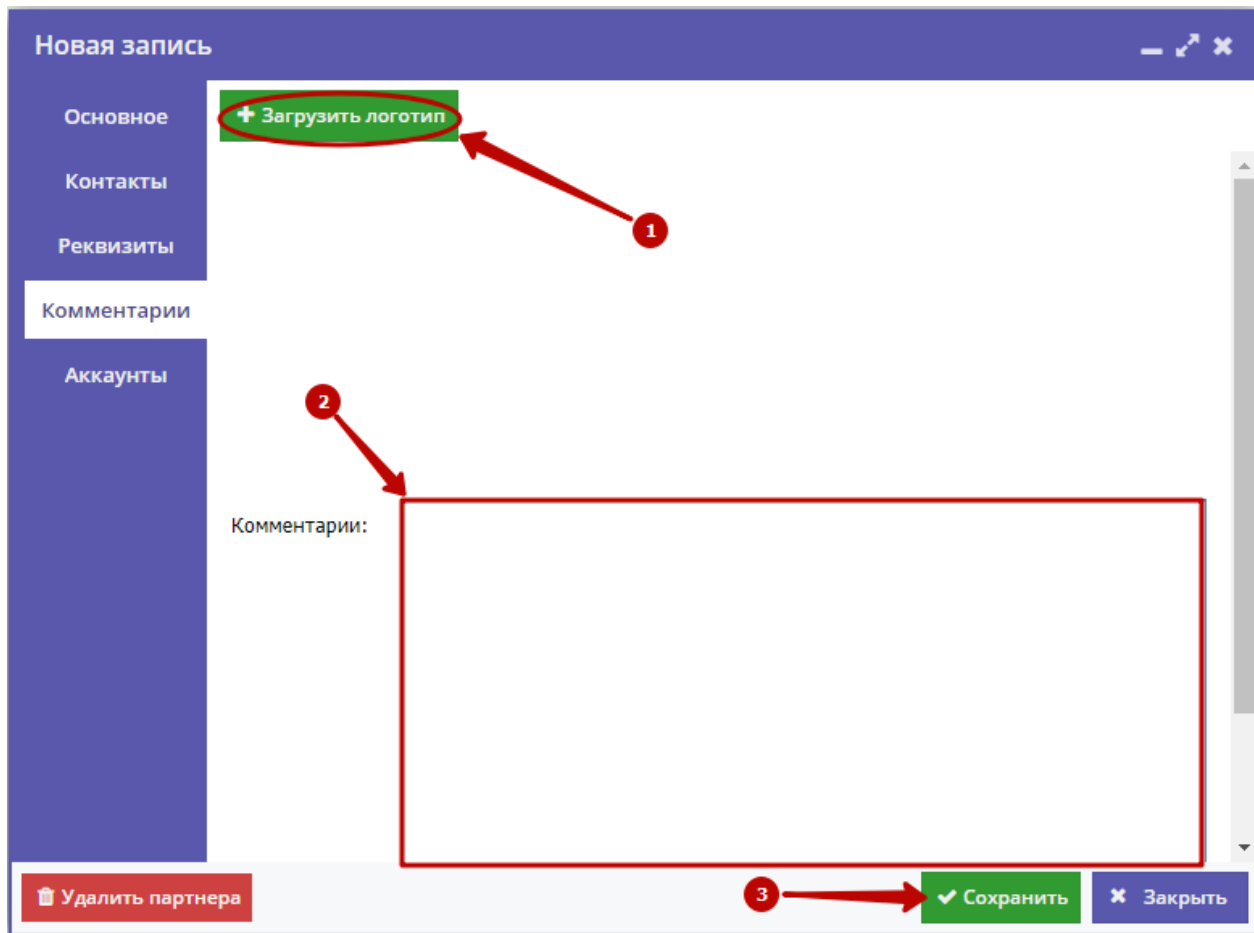 Новая запись
Основное
Загрузить логотип
Контакты
1
Реквизиты
Комментарии
Аккаунты
2
Комментарии:
Удалить партнера
3
Сохранить
Закрыть